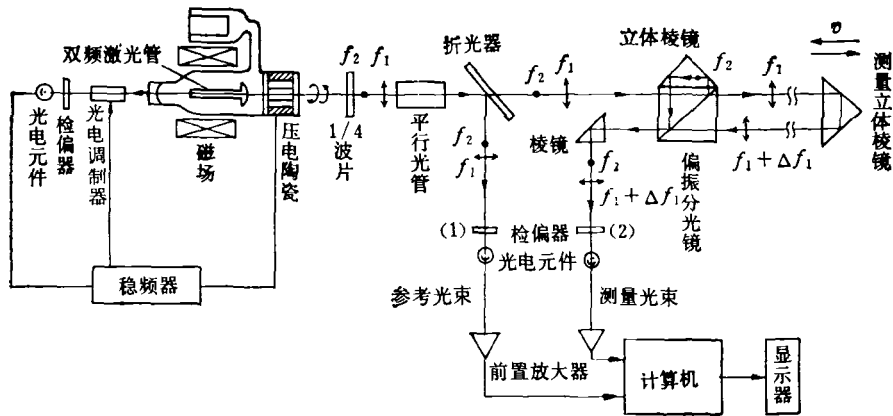 双频激光管
光电元件
检偏器
光电调制器
磁场
压电陶瓷
f₂ f₁
1/4
波片
平行光管
折光器
f₂ f₁
立体棱镜
f₂
f₁
υ
测量立体棱镜
f₁ + Δf₁
偏振分光镜
棱镜
f₂
f₁
f₂
f₁ + Δf₁
(1) 检偏器 (2)
光电元件
稳频器
参考光束
测量光束
前置放大器
计算机
显示器